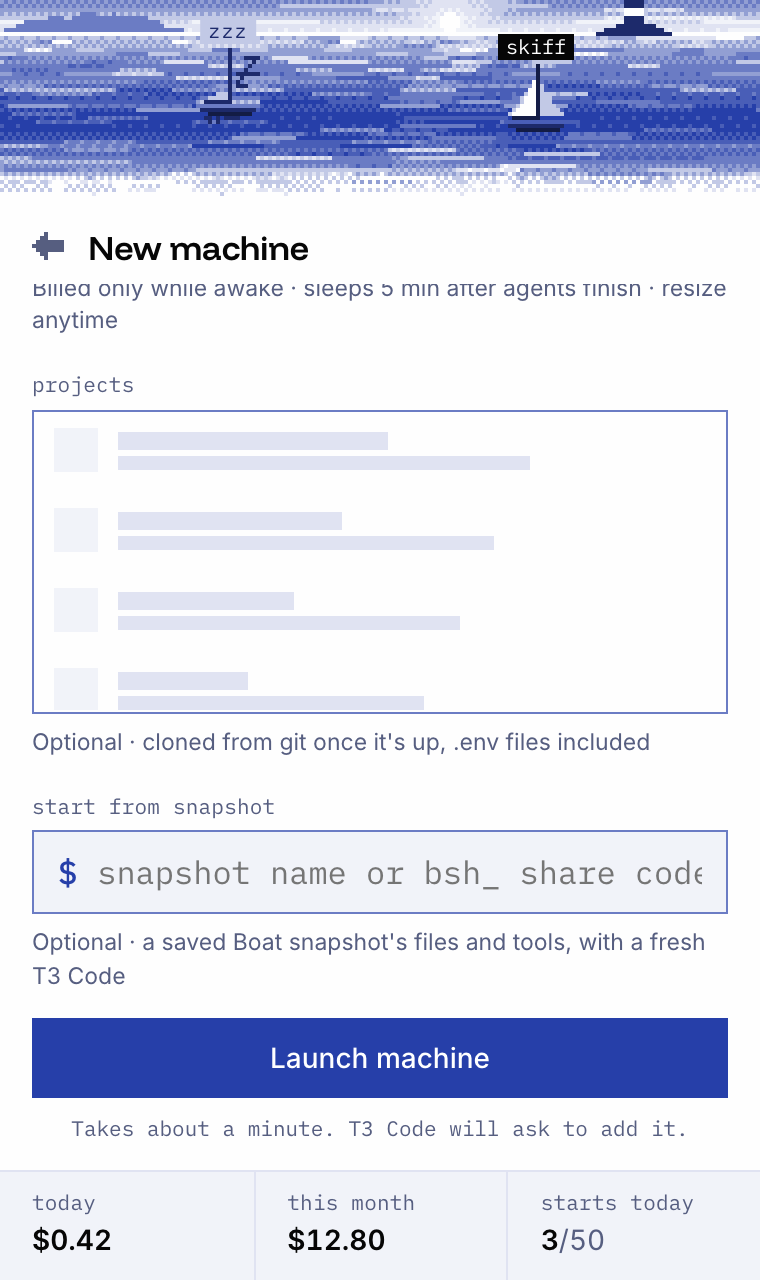 zzz
skiff
New machine
Billed only while awake · sleeps 5 min after agents finish · resize
anytime
projects
Optional · cloned from git once it's up, .env files included
start from snapshot
$ snapshot name or bsh_ share code
Optional · a saved Boat snapshot's files and tools, with a fresh
T3 Code
Launch machine
Takes about a minute. T3 Code will ask to add it.
today
$0.42
this month
$12.80
starts today
3/50